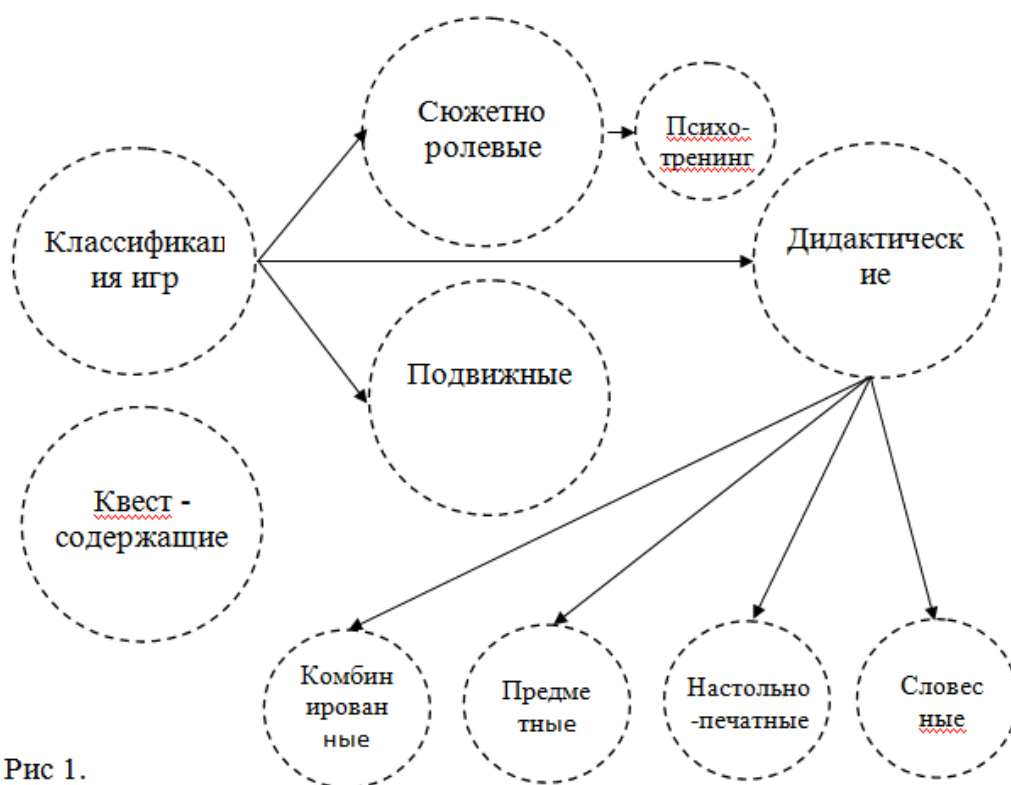 Сюжетно
ролевые
Психо-
тренинг
Классификац
ия игр
Дидактическ
ие
Подвижные
Квест -
содержащие
Комбин
ирован
ные
Предме
тные
Настольно
-печатные
Словес
ные
Рис 1.